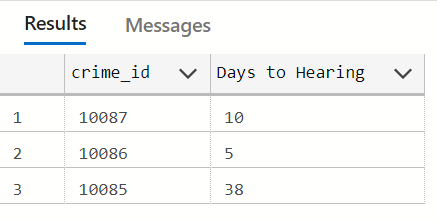 Results Messages
crime_id Days to Hearing
1 10087 10
2 10086 5
3 10085 38